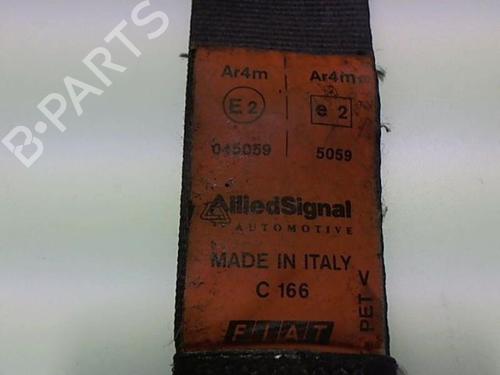 B-PARTS
Ar4m Ar4m
E2 e 2
045059 5059
AlliedSignal
AUTOMOTIVE
MADE IN ITALY
C 166
PET V
FIAT